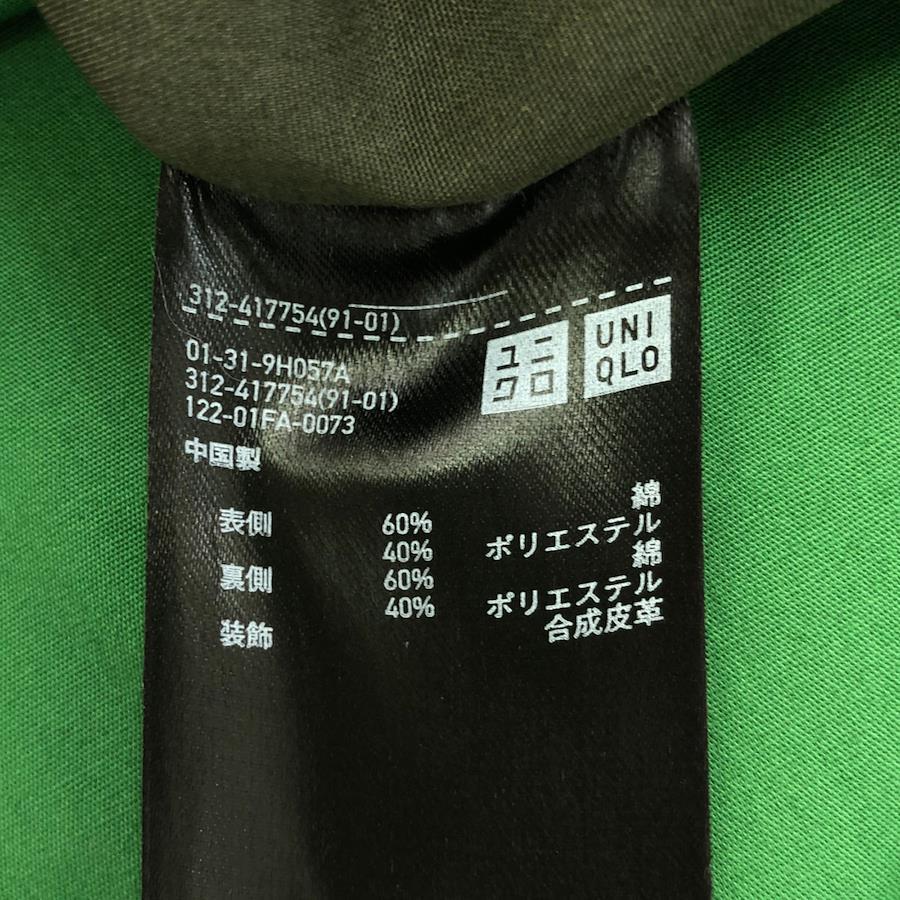 312-417754(91-01)
ユニ
クロ
UNI
QLO
01-31-9H057A
312-417754(91-01)
122-01FA-0073
中国製
綿
表側 60% ポリエステル
40% 綿
裏側 60% ポリエステル
40% 合成皮革
装飾